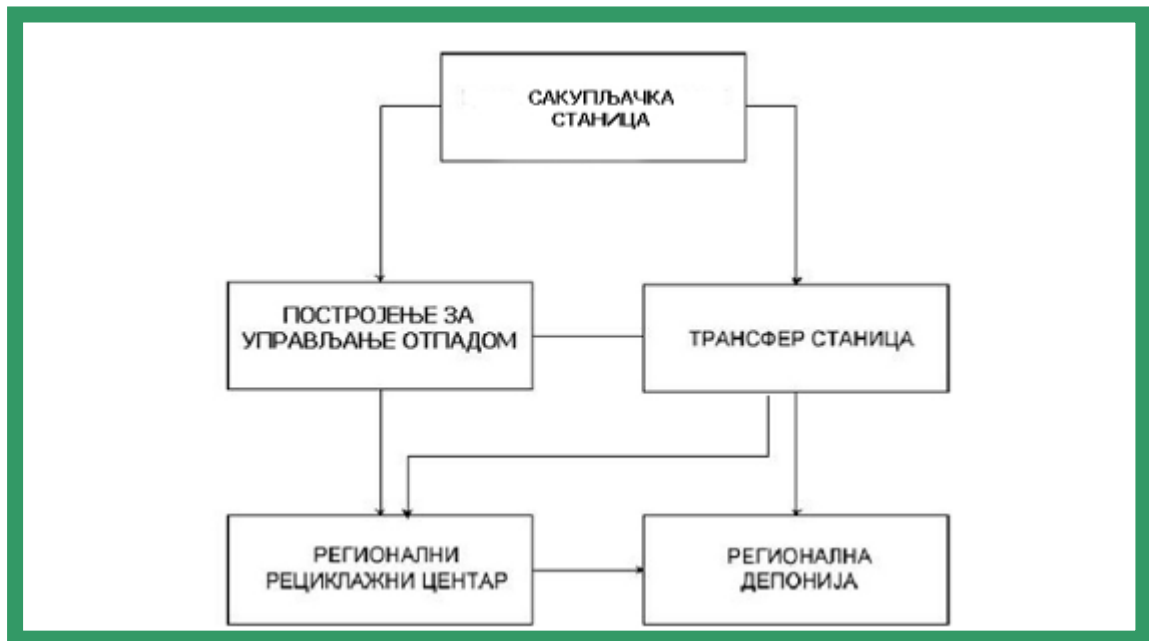 САКУПЉАЧКА
СТАНИЦА
ПОСТРОЈЕЊЕ ЗА
УПРАВЉАЊЕ ОТПАДОМ
ТРАНСФЕР СТАНИЦА
РЕГИОНАЛНИ
РЕЦИКЛАЖНИ ЦЕНТАР
РЕГИОНАЛНА
ДЕПОНИЈА